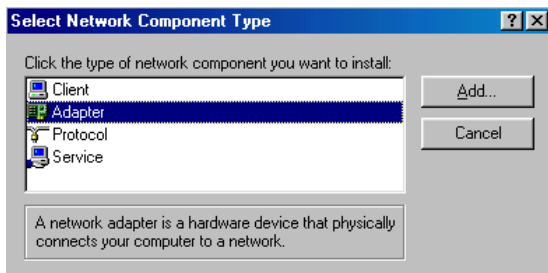 Select Network Component Type
Click the type of network component you want to install:
Client
Adapter
Protocol
Service
Add...
Cancel
A network adapter is a hardware device that physically
connects your computer to a network.